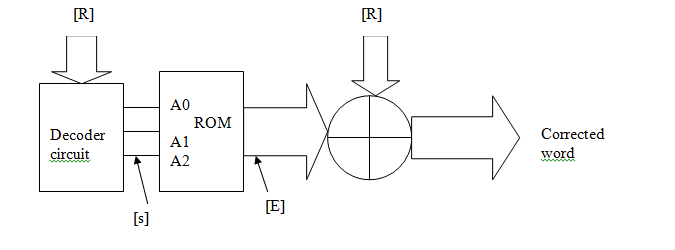 [R]
[R]
A0
ROM
Decoder
circuit
A1
A2
Corrected
word
[s]
[E]